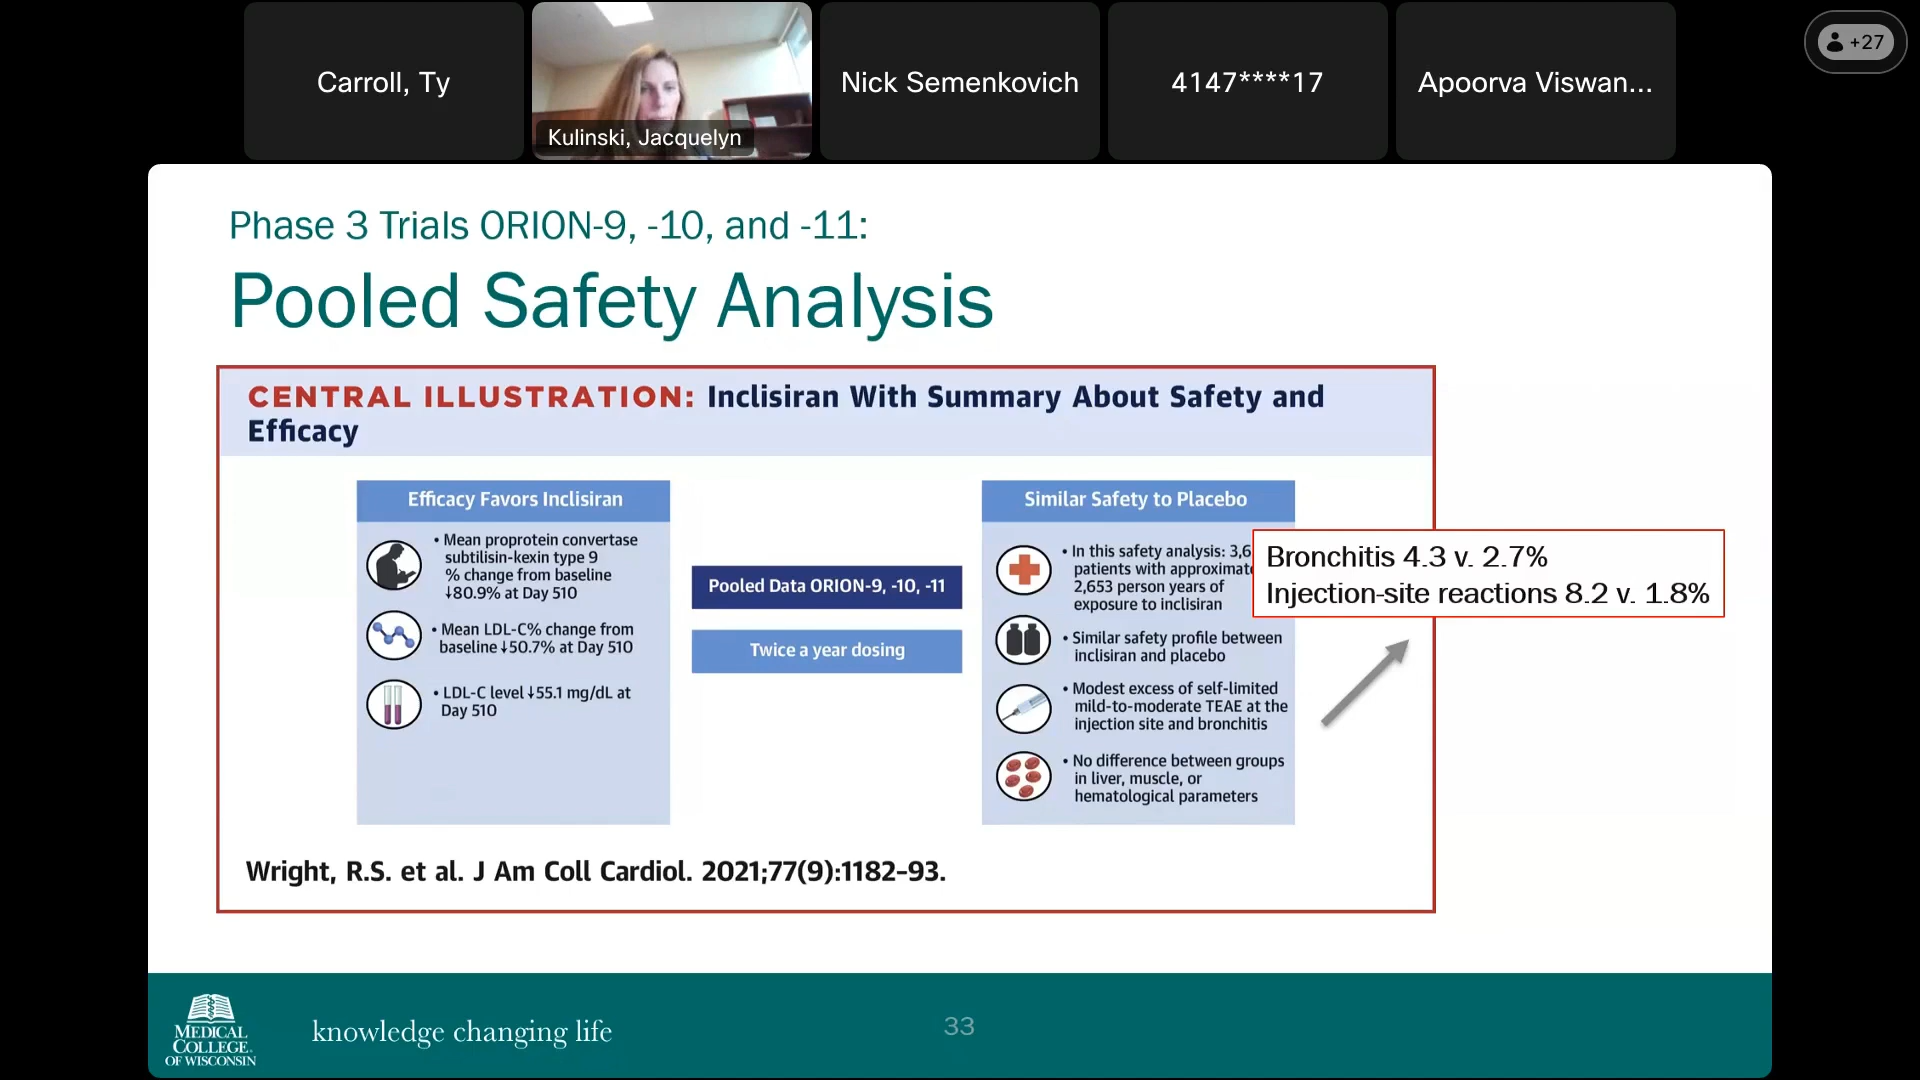 Carroll, Ty
Kulinski, Jacquelyn
Nick Semenkovich
4147****17
Apoorva Viswan...
+27
Phase 3 Trials ORION-9, -10, and -11:
Pooled Safety Analysis
CENTRAL ILLUSTRATION: Inclisiran With Summary About Safety and
Efficacy
Efficacy Favors Inclisiran
• Mean proprotein convertase
subtilisin-kexin type 9
% change from baseline
↓80.9% at Day 510
• Mean LDL-C% change from
baseline ↓50.7% at Day 510
• LDL-C level ↓55.1 mg/dL at
Day 510
Pooled Data ORION-9, -10, -11
Twice a year dosing
Similar Safety to Placebo
• In this safety analysis: 3,6
patients with approximat
2,653 person years of
exposure to inclisiran
• Similar safety profile between
inclisiran and placebo
• Modest excess of self-limited
mild-to-moderate TEAE at the
injection site and bronchitis
• No difference between groups
in liver, muscle, or
hematological parameters
Bronchitis 4.3 v. 2.7%
Injection-site reactions 8.2 v. 1.8%
Wright, R.S. et al. J Am Coll Cardiol. 2021;77(9):1182-93.
MEDICAL
COLLEGE
OF WISCONSIN
knowledge changing life
33